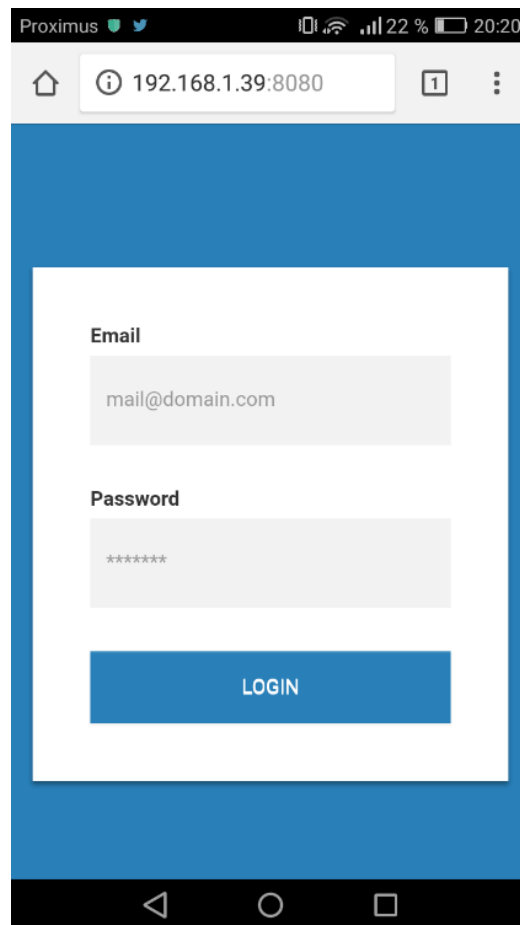 Proximus 22 % 20:20
192.168.1.39:8080 1
Email
mail@domain.com
Password
*******
LOGIN